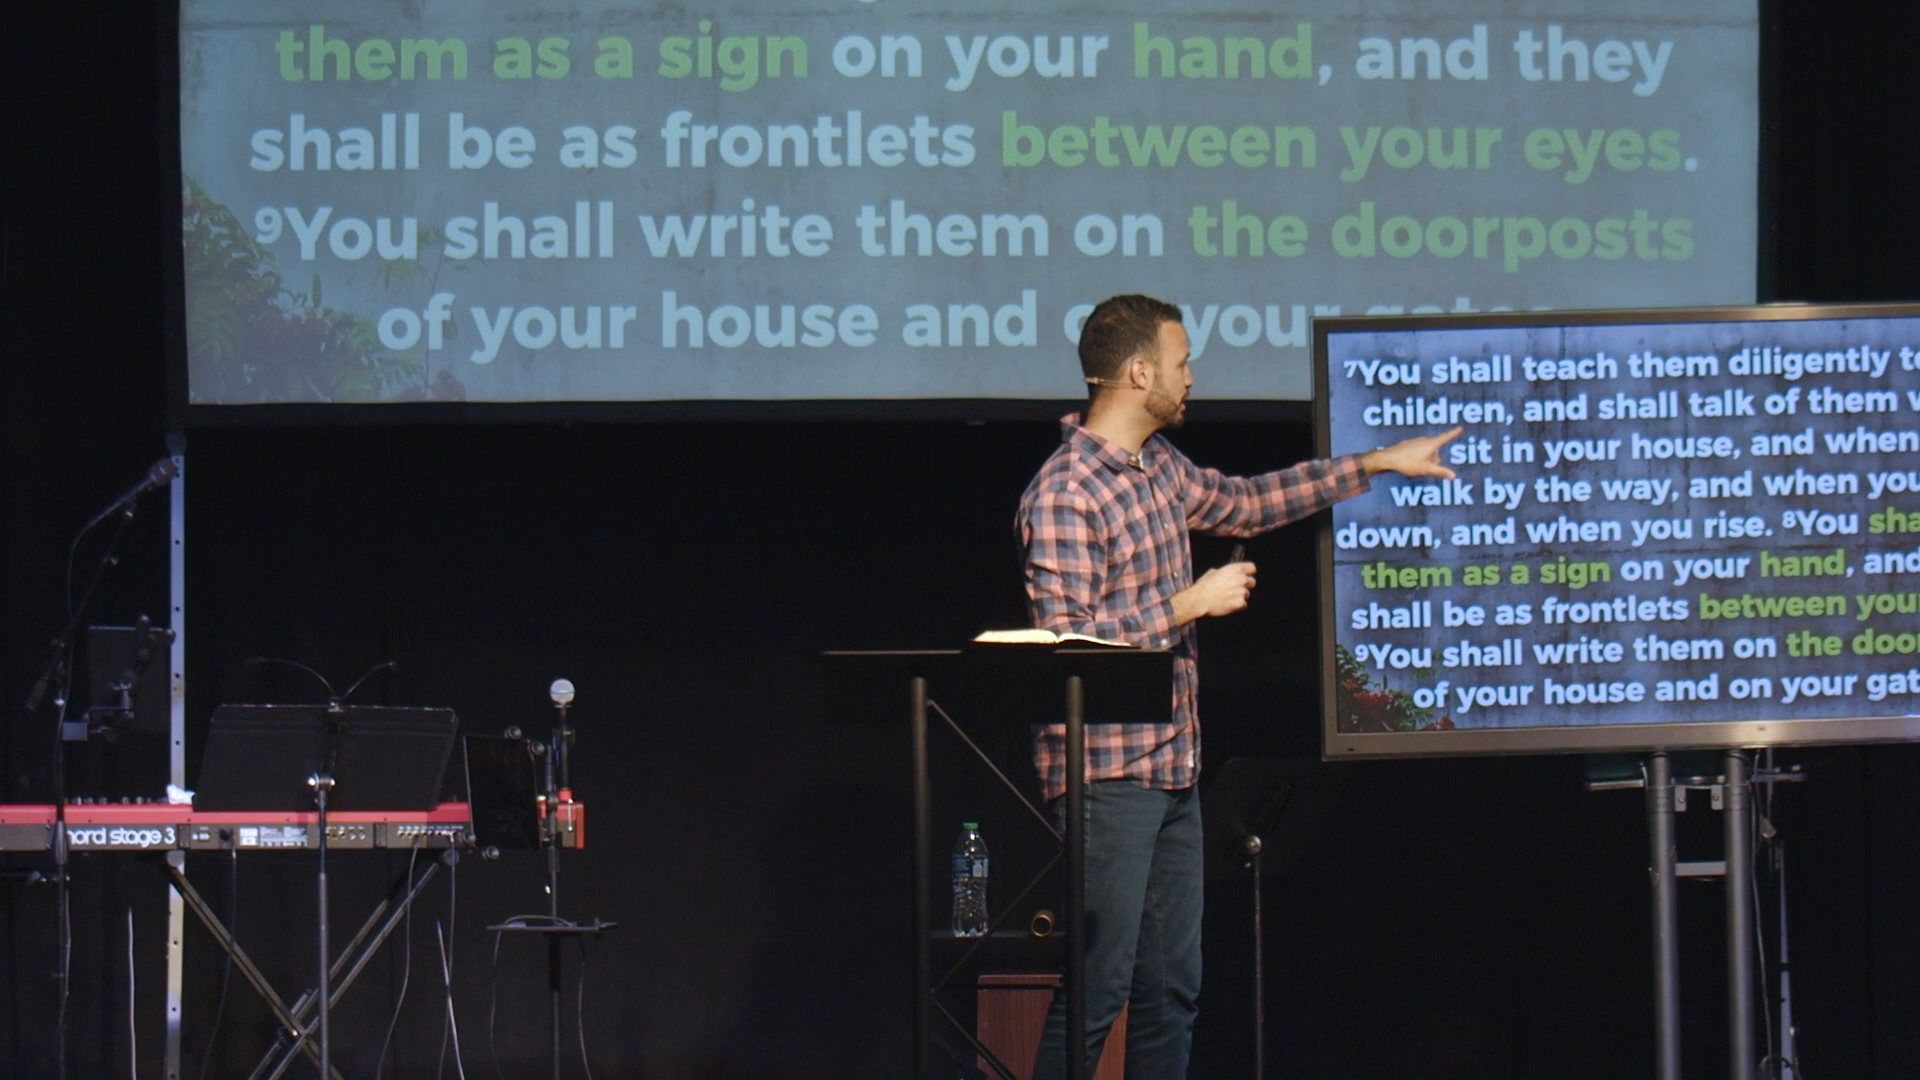 them as a sign on your hand, and they
shall be as frontlets between your eyes.
⁹You shall write them on the doorposts
of your house and your
⁷You shall teach them diligently
children, and shall talk of them
sit in your house, and when
walk by the way, and when you
down, and when you rise. ⁸You
them as a sign on your hand, and
shall be as frontlets between
⁹You shall write them on the
of your house and on your
nord stage 3